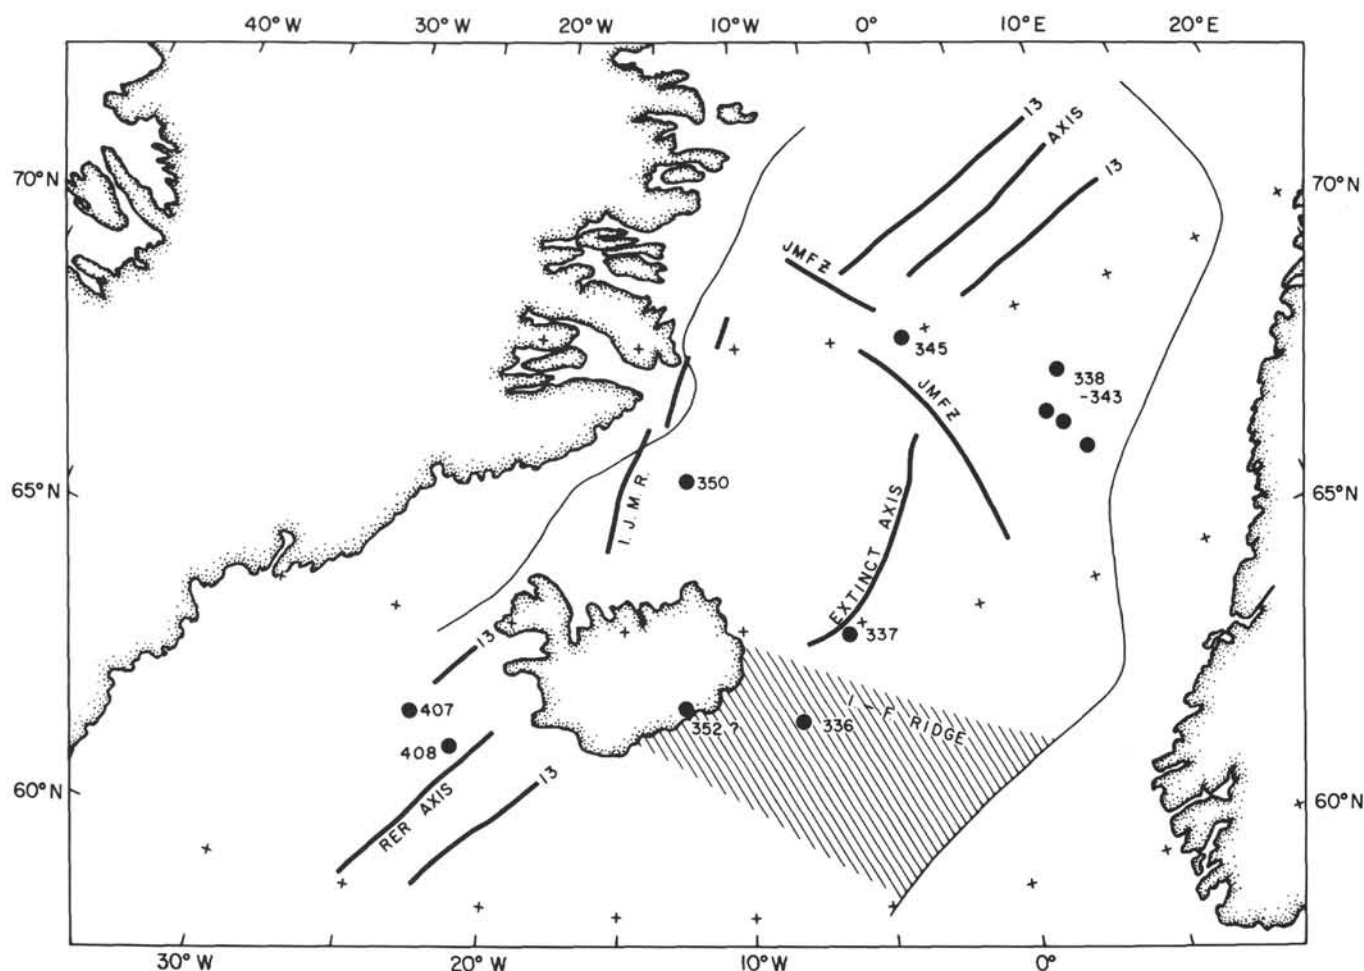 40°W 30°W 20°W 10°W 0° 10°E 20°E
13
AXIS
13
70°N 70°N
JMFZ
345
338
-343
JMFZ
350
65°N 65°N
I.J.M.R.
EXTINCT AXIS
337
13
407
352?
336
I-F RIDGE
408
13
60°N 60°N
RER AXIS
30°W 20°W 10°W 0°